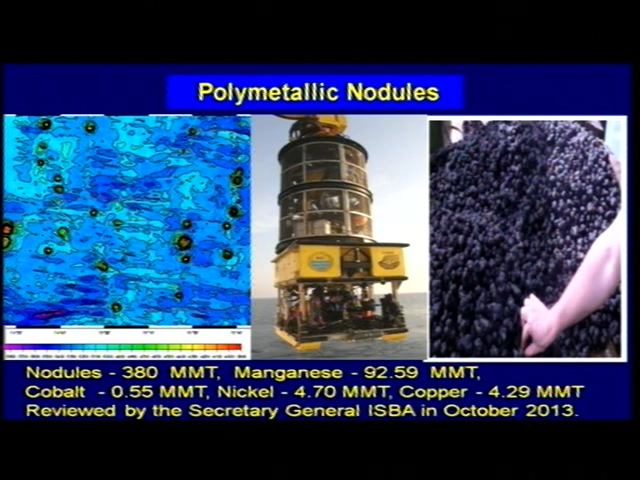 Polymetallic Nodules
Nodules - 380 MMT, Manganese - 92.59 MMT,
Cobalt - 0.55 MMT, Nickel - 4.70 MMT, Copper - 4.29 MMT
Reviewed by the Secretary General ISBA in October 2013.